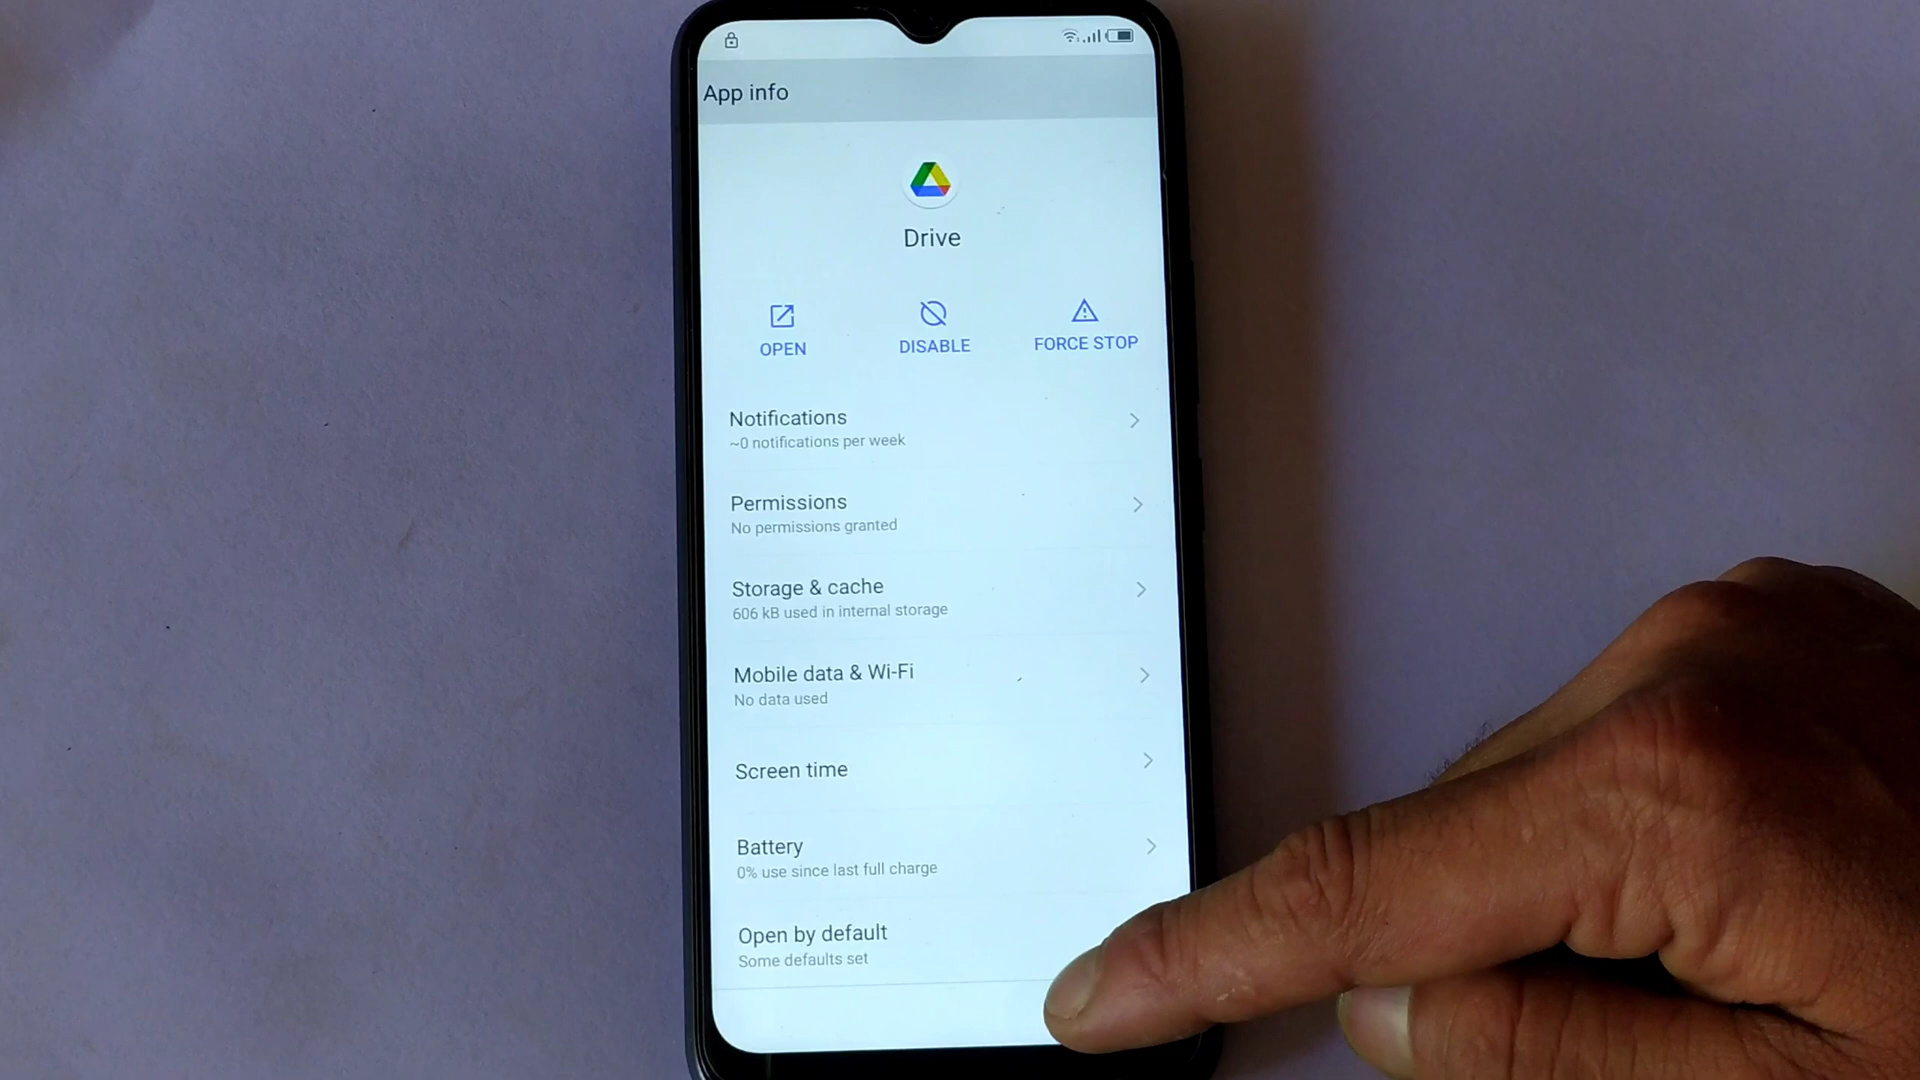 App info
Drive
OPEN
DISABLE
FORCE STOP
Notifications
~0 notifications per week
Permissions
No permissions granted
Storage & cache
606 kB used in internal storage
Mobile data & Wi-Fi
No data used
Screen time
Battery
0% use since last full charge
Open by default
Some defaults set